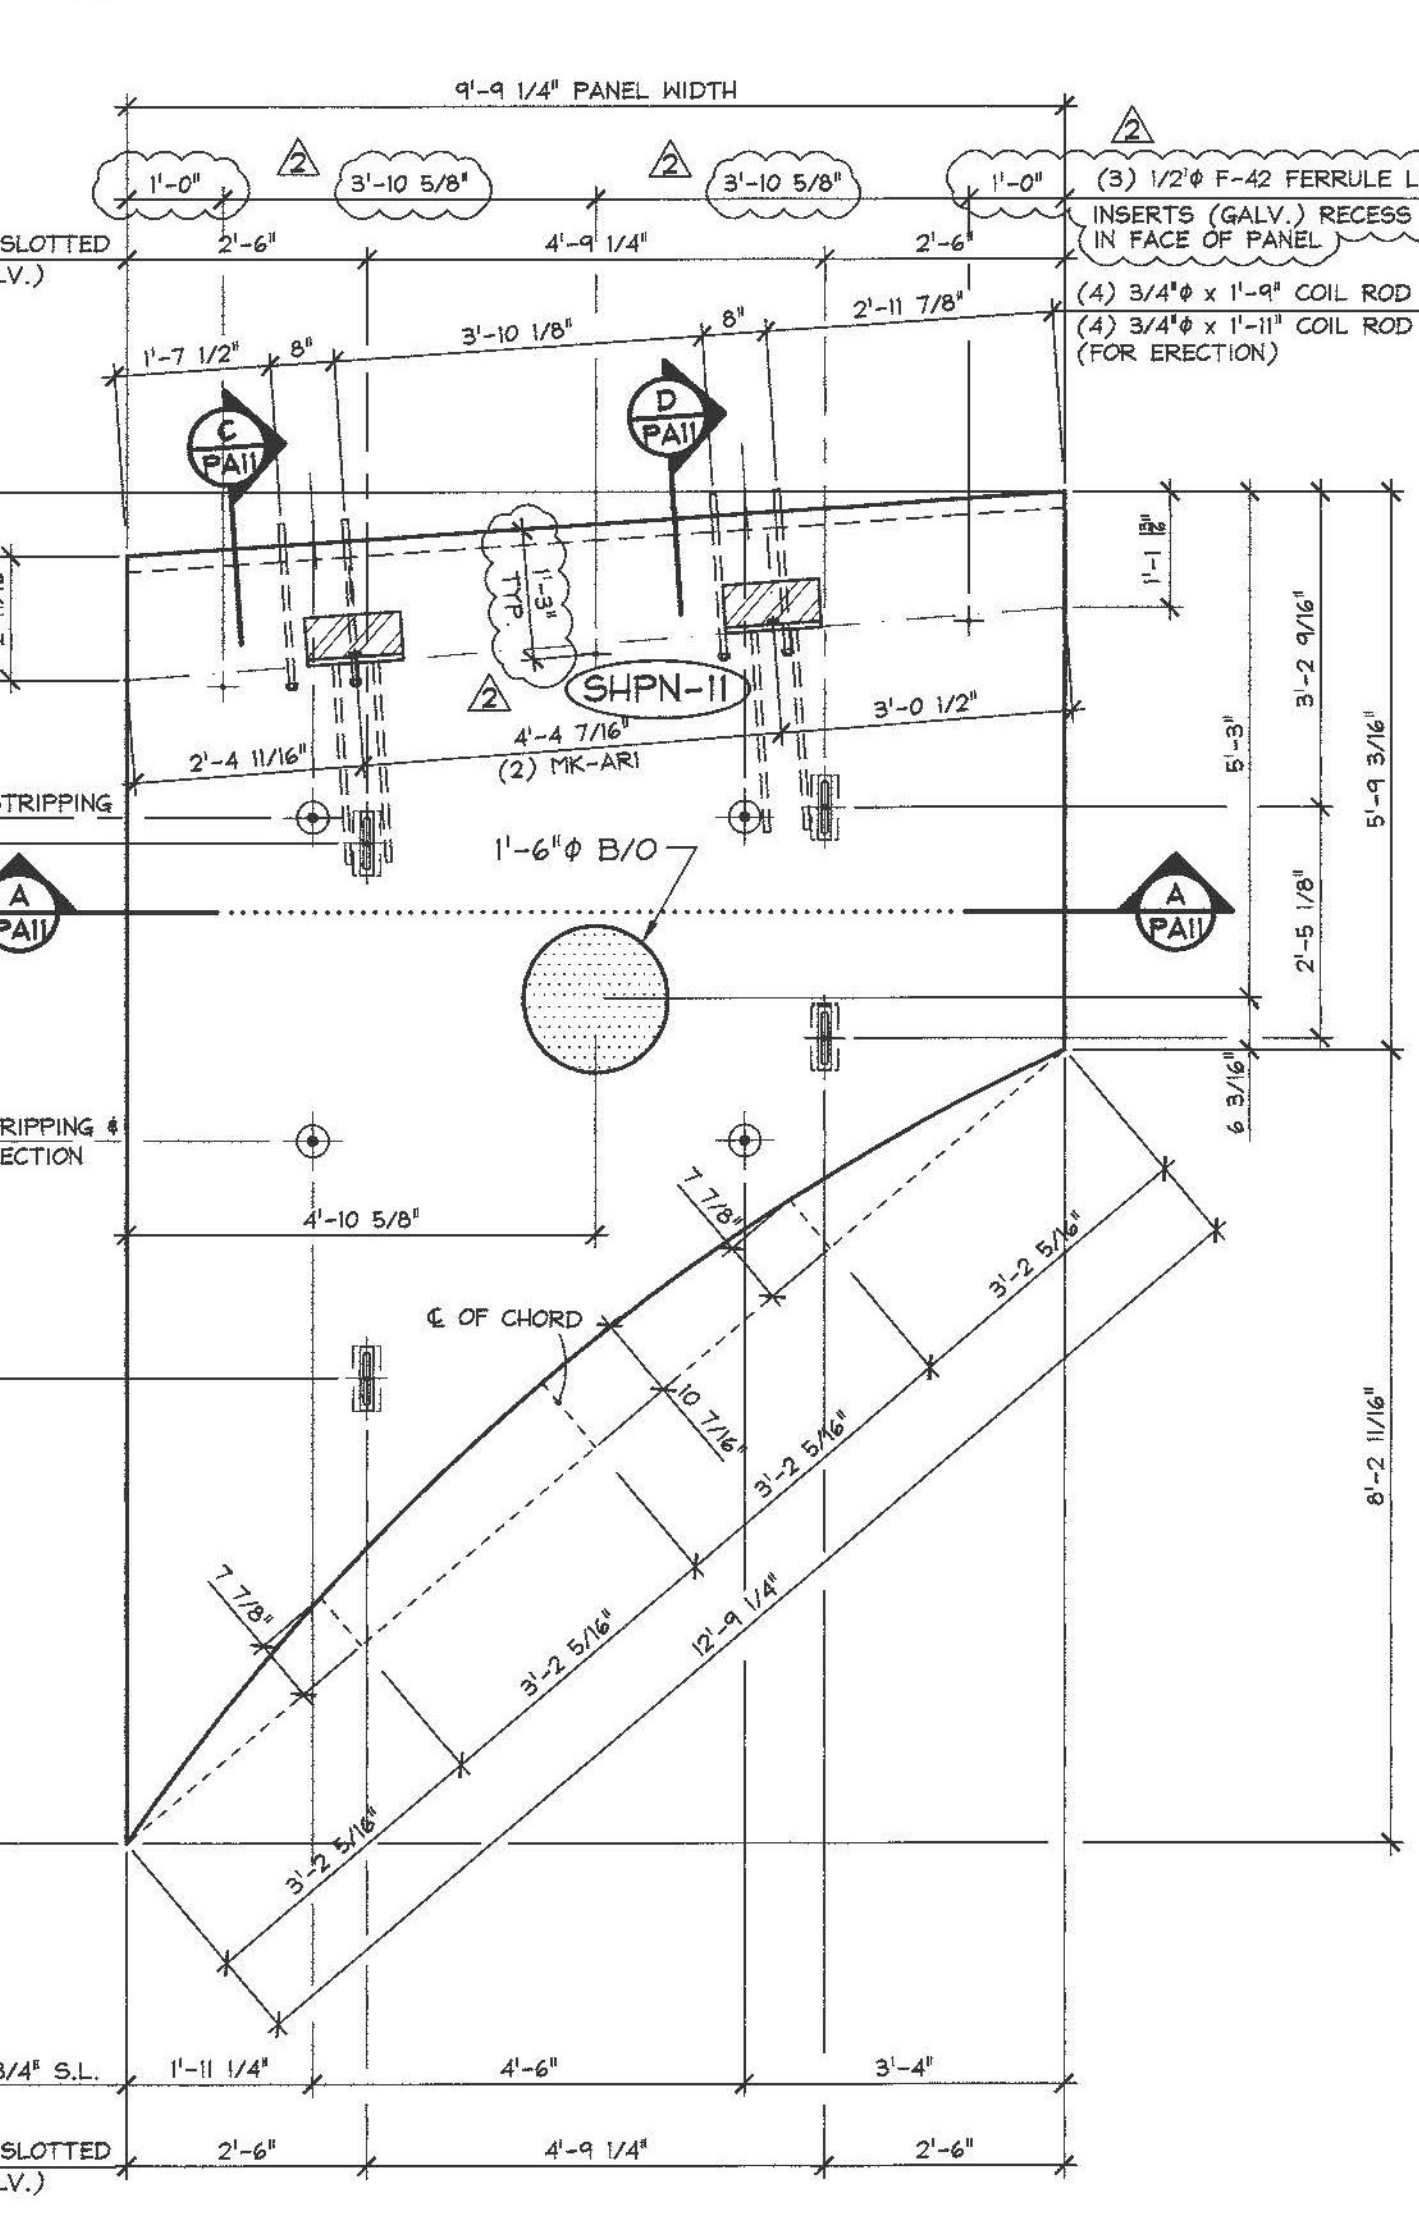 9'-9 1/4" PANEL WIDTH
2
2
2
1'-0"
3'-10 5/8"
3'-10 5/8"
1'-0"
(3) 1/2"Φ F-42 FERRULE L
INSERTS (GALV.) RECESS
IN FACE OF PANEL
SLOTTED
2'-6"
4'-9 1/4"
2'-6"
(4) 3/4"Φ x 1'-9" COIL ROD
(4) 3/4"Φ x 1'-11" COIL ROD
(FOR ERECTION)
1'-7 1/2"
8"
3'-10 1/8"
8"
2'-11 7/8"
C
PA11
D
PA11
1'-3"
TYP.
2
SHPN-11
3'-2 9/16"
5'-3"
5'-9 3/16"
2'-4 11/16"
4'-4 7/16"
3'-0 1/2"
(2) MK-AR1
STRIPPING
1'-6"Φ B/O
A
PA11
A
PA11
2'-5 1/8"
6 3/16"
RIPPING &
ECTION
4'-10 5/8"
7 7/8"
℄ OF CHORD
10 7/16"
3'-2 5/16"
3'-2 5/16"
8'-2 11/16"
7 7/8"
3'-2 5/16"
12'-9 1/4"
3'-2 5/16"
3/4" S.L.
1'-11 1/4"
4'-6"
3'-4"
SLOTTED
2'-6"
4'-9 1/4"
2'-6"
LV.)